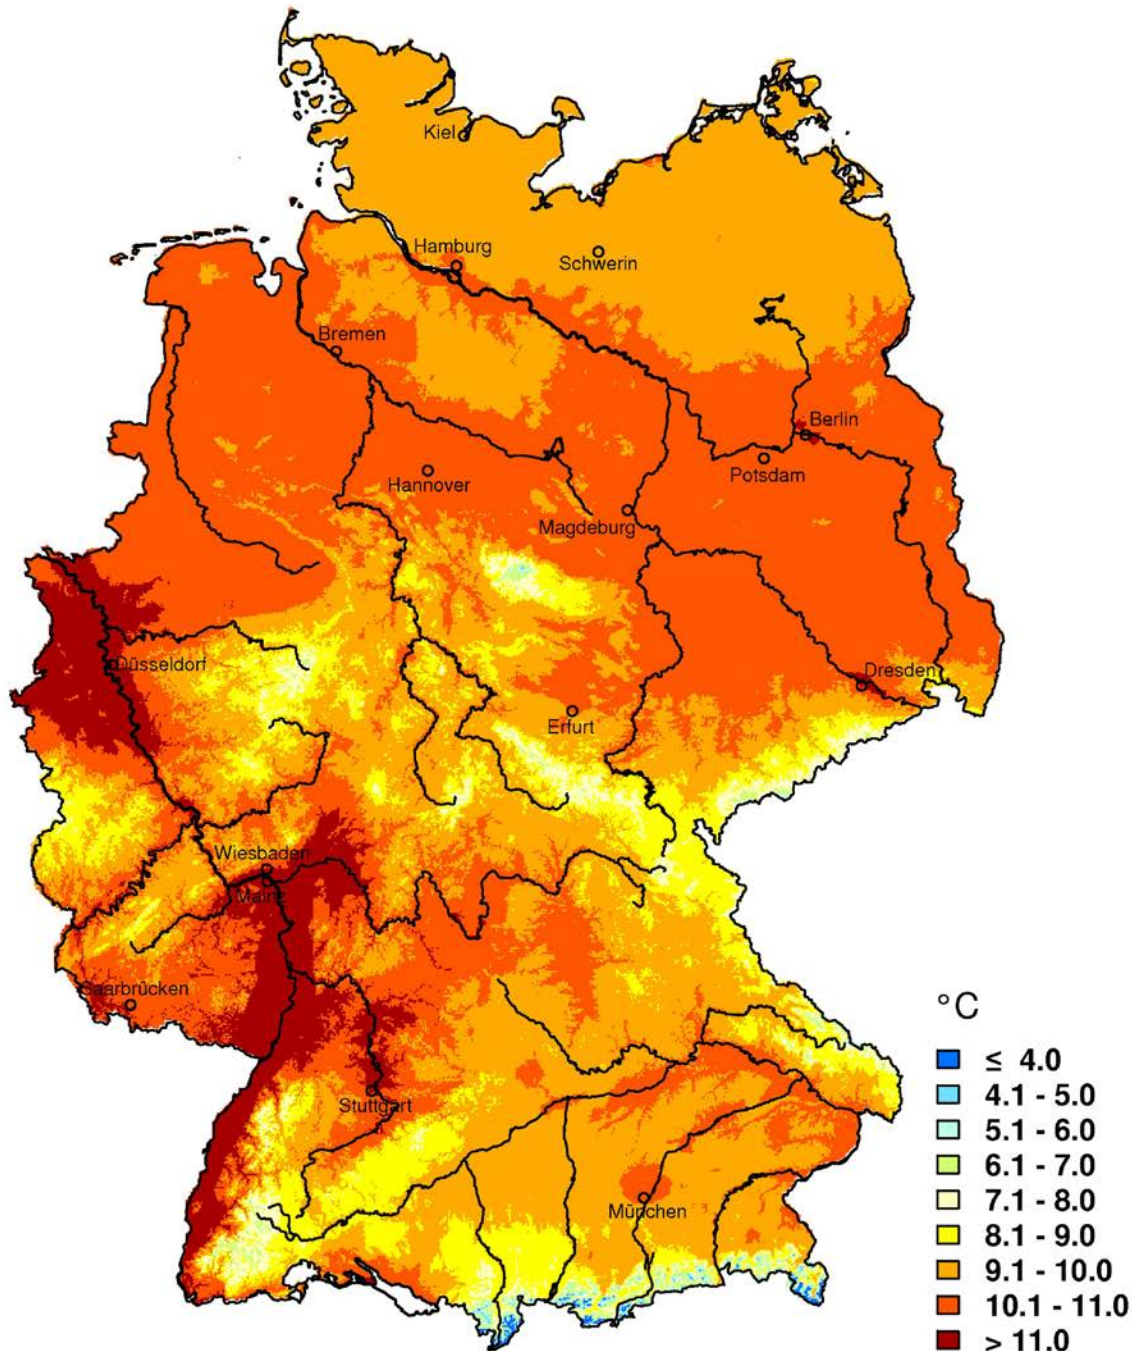 Kiel
Hamburg
Schwerin
Bremen
Berlin
Hannover
Potsdam
Magdeburg
Düsseldorf
Dresden
Erfurt
Wiesbaden
Mainz
Saarbrücken
Stuttgart
München
°C
≤ 4.0
4.1 - 5.0
5.1 - 6.0
6.1 - 7.0
7.1 - 8.0
8.1 - 9.0
9.1 - 10.0
10.1 - 11.0
> 11.0